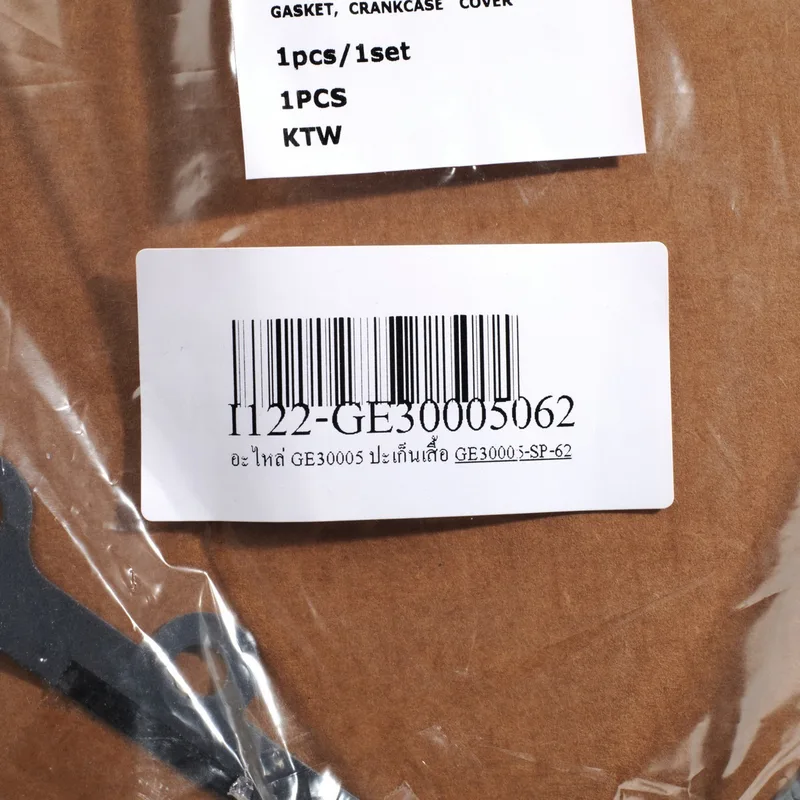 GASKET, CRANKCASE COVER
1pcs/1set
1PCS
KTW
I122-GE30005062
อะไหล่ GE30005 ปะเก็นเสื้อ GE30005-SP-62